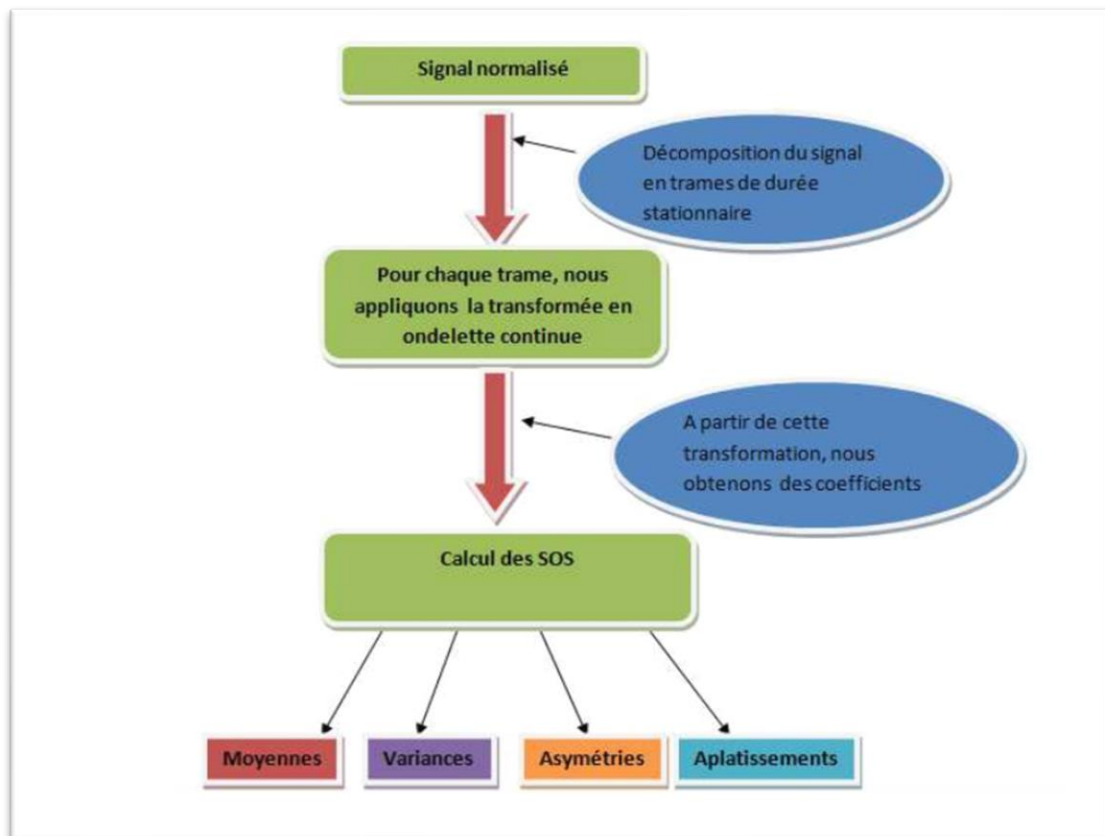 Signal normalisé
Décomposition du signal
en trames de durée
stationnaire
Pour chaque trame, nous
appliquons la transformée en
ondelette continue
A partir de cette
transformation, nous
obtenons des coefficients
Calcul des SOS
Moyennes
Variances
Asymétries
Aplatissements